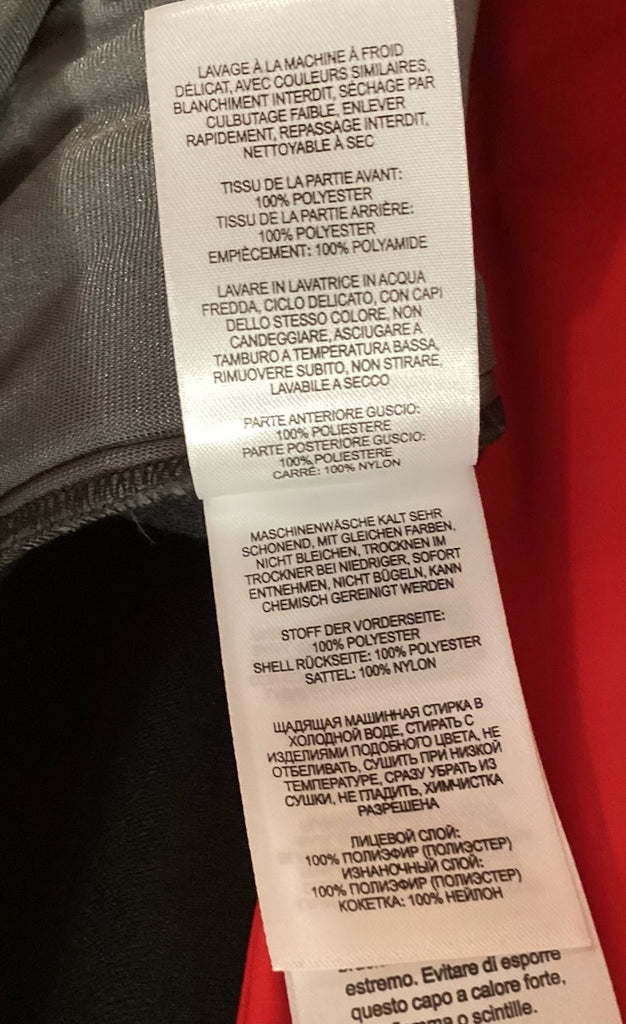 LAVAGE À LA MACHINE À FROID
DÉLICAT, AVEC COULEURS SIMILAIRES,
BLANCHIMENT INTERDIT, SÉCHAGE PAR
CULBUTAGE FAIBLE, ENLEVER
RAPIDEMENT, REPASSAGE INTERDIT,
NETTOYABLE À SEC
TISSU DE LA PARTIE AVANT:
100% POLYESTER
TISSU DE LA PARTIE ARRIÈRE:
100% POLYESTER
EMPIÈCEMENT: 100% POLYAMIDE
LAVARE IN LAVATRICE IN ACQUA
FREDDA, CICLO DELICATO, CON CAPI
DELLO STESSO COLORE, NON
CANDEGGIARE, ASCIUGARE A
TAMBURO A TEMPERATURA BASSA,
RIMUOVERE SUBITO, NON STIRARE,
LAVABILE A SECCO
PARTE ANTERIORE GUSCIO:
100% POLIESTERE
PARTE POSTERIORE GUSCIO:
100% POLIESTERE
CARRÉ: 100% NYLON
MASCHINENWÄSCHE KALT SEHR
SCHONEND, MIT GLEICHEN FARBEN,
NICHT BLEICHEN, TROCKNEN IM
TROCKNER BEI NIEDRIGER, SOFORT
ENTNEHMEN, NICHT BÜGELN, KANN
CHEMISCH GEREINIGT WERDEN
STOFF DER VORDERSEITE:
100% POLYESTER
SHELL RÜCKSEITE: 100% POLYESTER
SATTEL: 100% NYLON
ЩАДЯЩАЯ МАШИННАЯ СТИРКА В
ХОЛОДНОЙ ВОДЕ, СТИРАТЬ С
ИЗДЕЛИЯМИ ПОДОБНОГО ЦВЕТА, НЕ
ОТБЕЛИВАТЬ, СУШИТЬ ПРИ НИЗКОЙ
ТЕМПЕРАТУРЕ, СРАЗУ УБРАТЬ ИЗ
СУШКИ, НЕ ГЛАДИТЬ, ХИМЧИСТКА
РАЗРЕШЕНА
ЛИЦЕВОЙ СЛОЙ:
100% ПОЛИЭФИР (ПОЛИЭСТЕР)
ИЗНАНОЧНЫЙ СЛОЙ:
100% ПОЛИЭФИР (ПОЛИЭСТЕР)
КОКЕТКА: 100% НЕЙЛОН
estremo. Evitare di esporre
questo capo a calore forte,
o scintille.